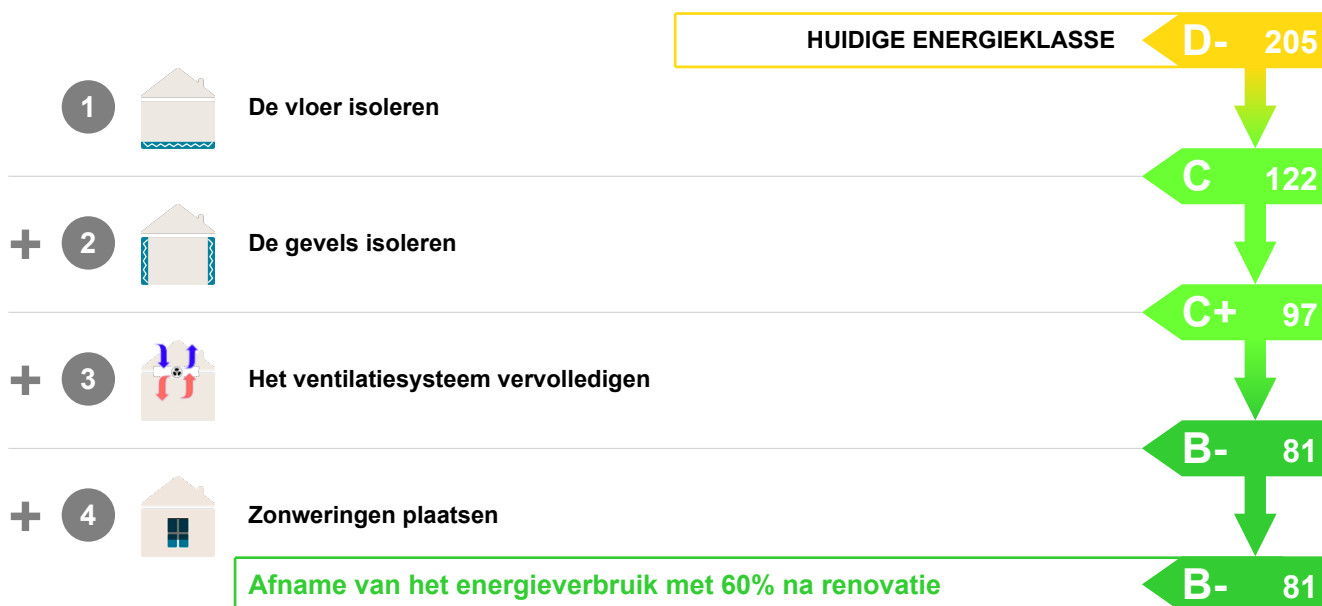 HUIDIGE ENERGIEKLASSE D- 205
1 De vloer isoleren
C 122
+ 2 De gevels isoleren
C+ 97
+ 3 Het ventilatiesysteem vervolledigen
B- 81
+ 4 Zonweringen plaatsen
Afname van het energieverbruik met 60% na renovatie B- 81